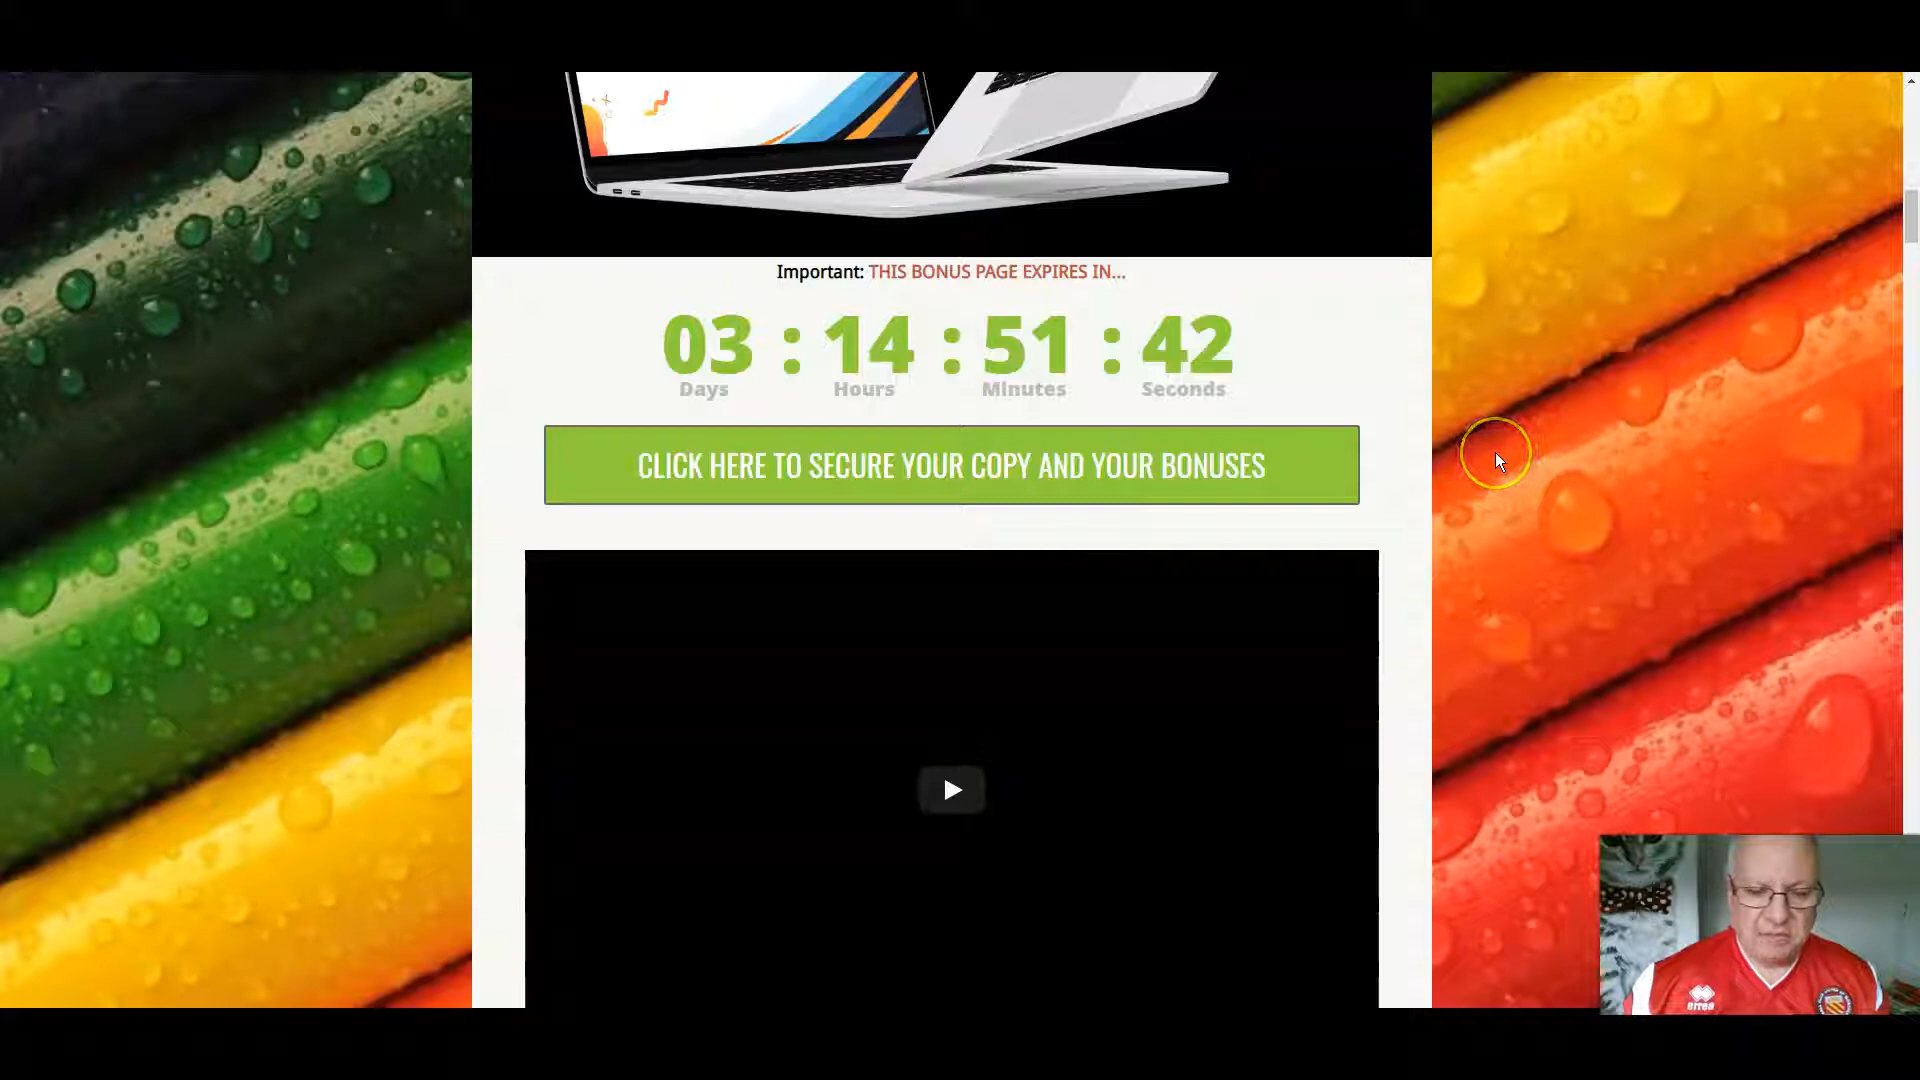 Important: THIS BONUS PAGE EXPIRES IN...
03 : 14 : 51 : 42
Days Hours Minutes Seconds
CLICK HERE TO SECURE YOUR COPY AND YOUR BONUSES
errea